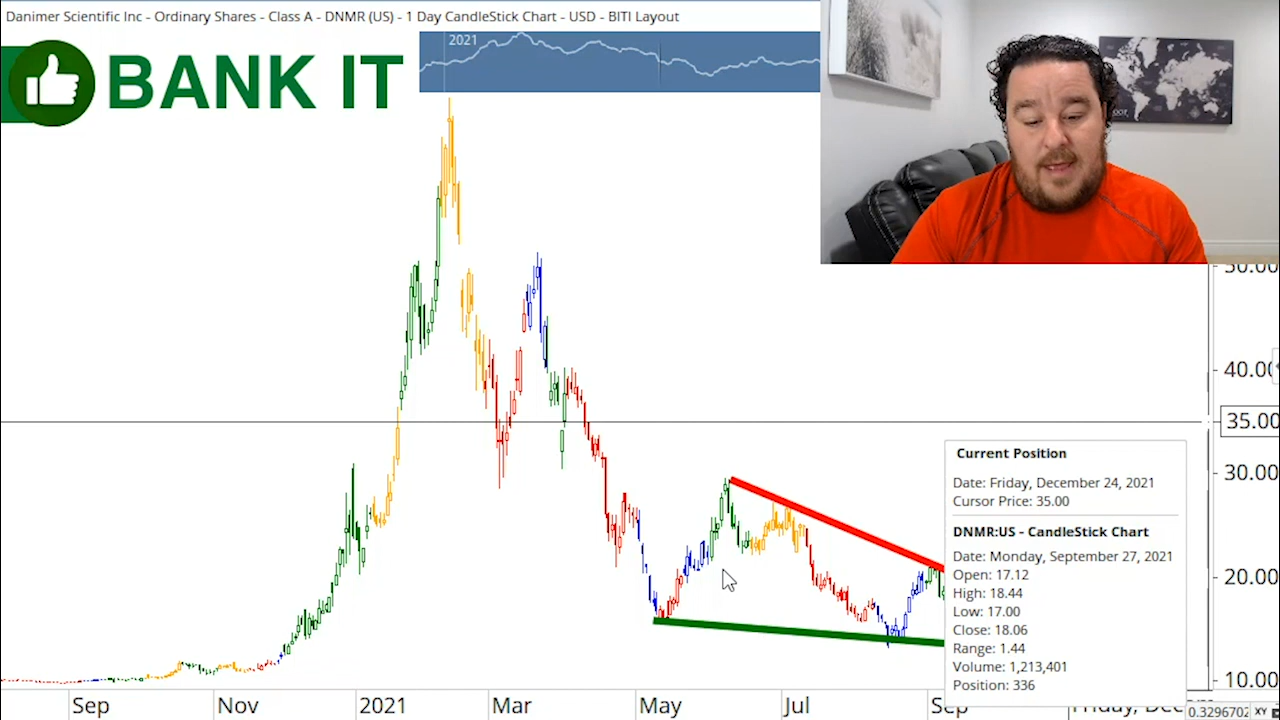 Danimer Scientific Inc - Ordinary Shares - Class A - DNMR (US) - 1 Day CandleStick Chart - USD - BITI Layout
BANK IT
2021
50.00
40.00
35.00
30.00
20.00
10.00
Current Position
Date: Friday, December 24, 2021
Cursor Price: 35.00
DNMR:US - CandleStick Chart
Date: Monday, September 27, 2021
Open: 17.12
High: 18.44
Low: 17.00
Close: 18.06
Range: 1.44
Volume: 1,213,401
Position: 336
Sep Nov 2021 Mar May Jul Sep Friday, Dec
0.3296702 XY